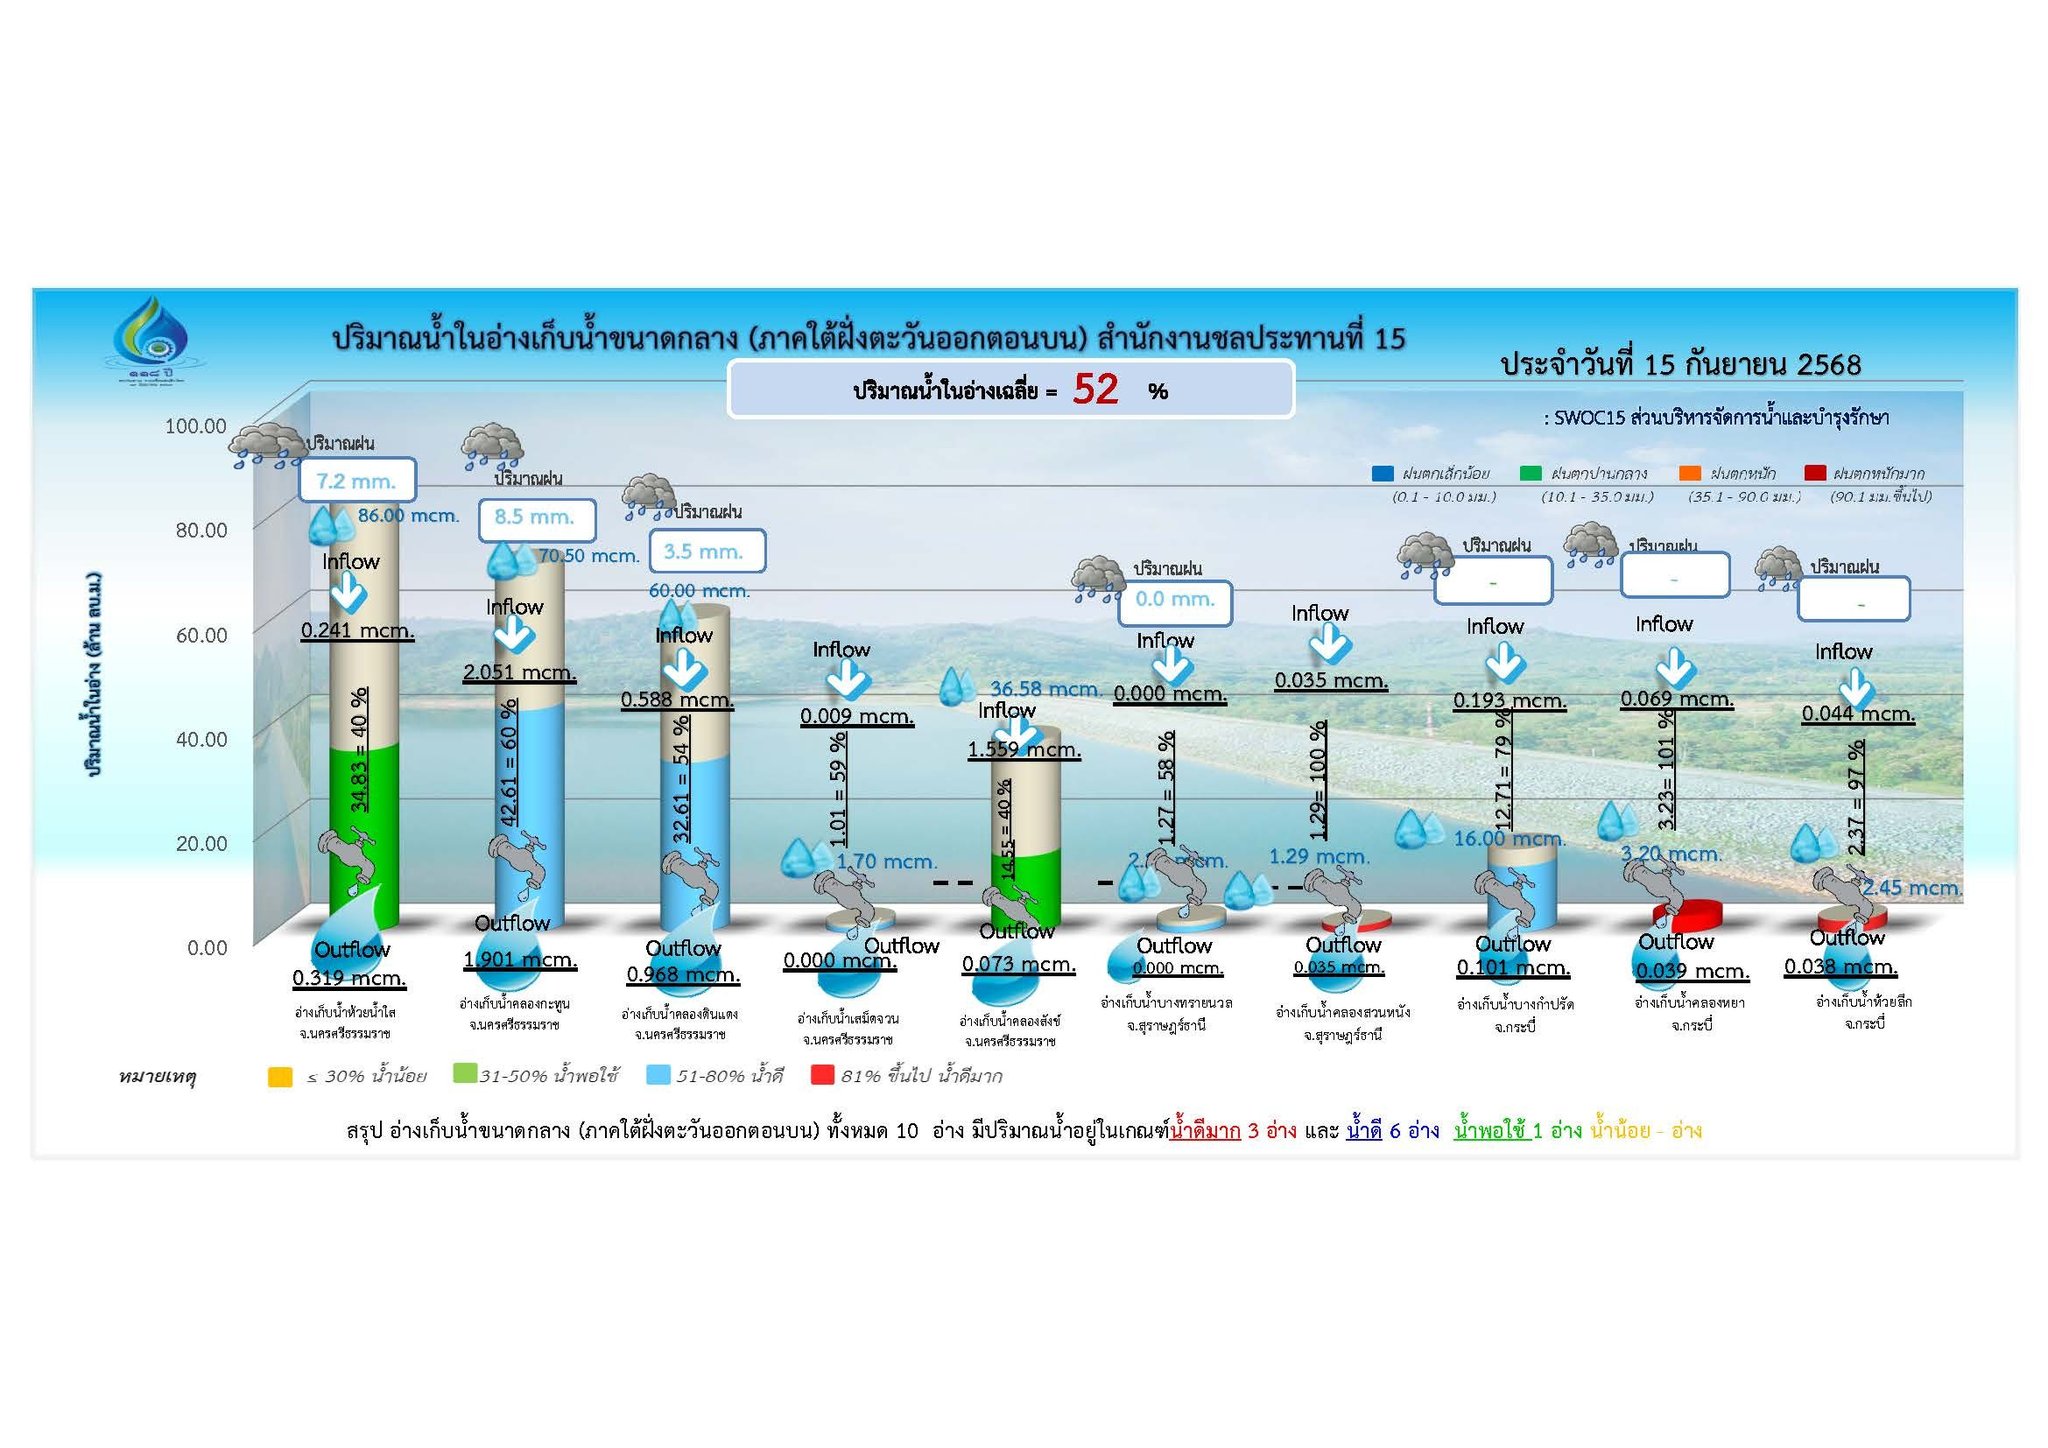 ปริมาณน้ำในอ่างเก็บน้ำขนาดกลาง (ภาคใต้ฝั่งตะวันออกตอนบน) สำนักงานชลประทานที่ 15
ประจำวันที่ 15 กันยายน 2568
ปริมาณน้ำในอ่างเฉลี่ย = 52 %
: SWOC15 ส่วนบริหารจัดการน้ำและบำรุงรักษา
๑๑๘ ปี
ฝนตกเล็กน้อย ฝนตกปานกลาง ฝนตกหนัก ฝนตกหนักมาก
(0.1 - 10.0 มม.) (10.1 - 35.0 มม.) (35.1 - 90.0 มม.) (90.1 มม.ขึ้นไป)
ปริมาณน้ำในอ่าง (ล้าน ลบ.ม.)
100.00
80.00
60.00
40.00
20.00
0.00
ปริมาณฝน
7.2 mm.
86.00 mcm.
Inflow
0.241 mcm.
34.83 = 40 %
Outflow
0.319 mcm.
อ่างเก็บน้ำห้วยน้ำใส
จ.นครศรีธรรมราช
ปริมาณฝน
8.5 mm.
70.50 mcm.
Inflow
2.051 mcm.
42.61 = 60 %
Outflow
1.901 mcm.
อ่างเก็บน้ำคลองกะทูน
จ.นครศรีธรรมราช
ปริมาณฝน
3.5 mm.
60.00 mcm.
Inflow
0.588 mcm.
32.61 = 54 %
Outflow
0.968 mcm.
อ่างเก็บน้ำคลองดินแดง
จ.นครศรีธรรมราช
Inflow
0.009 mcm.
1.01 = 59 %
1.70 mcm.
Outflow
0.000 mcm.
อ่างเก็บน้ำเสม็ดจวน
จ.นครศรีธรรมราช
36.58 mcm.
Inflow
1.559 mcm.
14.55 = 40 %
Outflow
0.073 mcm.
อ่างเก็บน้ำคลองสังข์
จ.นครศรีธรรมราช
ปริมาณฝน
0.0 mm.
Inflow
0.000 mcm.
1.27 = 58 %
Outflow
0.000 mcm.
อ่างเก็บน้ำบางทรายนวล
จ.สุราษฎร์ธานี
Inflow
0.035 mcm.
1.29= 100 %
1.29 mcm.
Outflow
0.035 mcm.
อ่างเก็บน้ำคลองสวนหนัง
จ.สุราษฎร์ธานี
ปริมาณฝน
-
Inflow
0.193 mcm.
12.71 = 79 %
16.00 mcm.
Outflow
0.101 mcm.
อ่างเก็บน้ำบางกำปรัด
จ.กระบี่
ปริมาณฝน
-
Inflow
0.069 mcm.
3.23= 101 %
3.20 mcm.
Outflow
0.039 mcm.
อ่างเก็บน้ำคลองหยา
จ.กระบี่
ปริมาณฝน
-
Inflow
0.044 mcm.
2.37 = 97 %
2.45 mcm.
Outflow
0.038 mcm.
อ่างเก็บน้ำห้วยลึก
จ.กระบี่
หมายเหตุ ≤ 30% น้ำน้อย 31-50% น้ำพอใช้ 51-80% น้ำดี 81% ขึ้นไป น้ำดีมาก
สรุป อ่างเก็บน้ำขนาดกลาง (ภาคใต้ฝั่งตะวันออกตอนบน) ทั้งหมด 10 อ่าง มีปริมาณน้ำอยู่ในเกณฑ์น้ำดีมาก 3 อ่าง และ น้ำดี 6 อ่าง น้ำพอใช้ 1 อ่าง น้ำน้อย - อ่าง